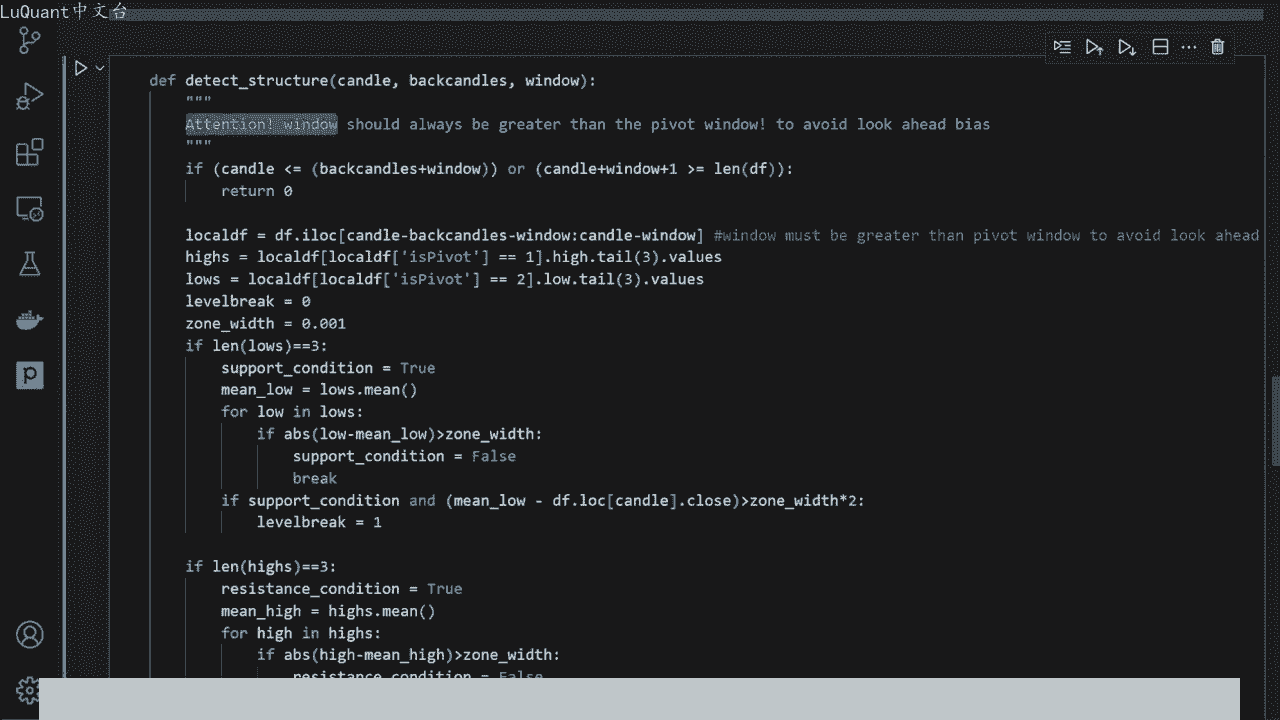 LuQuant中文台
def detect_structure(candle, backcandles, window):
"""
Attention! window should always be greater than the pivot window! to avoid look ahead bias
"""
if (candle <= (backcandles+window)) or (candle+window+1 >= len(df)):
return 0
localdf = df.iloc[candle-backcandles-window:candle-window] #window must be greater than pivot window to avoid look ahead
highs = localdf[localdf['isPivot'] == 1].high.tail(3).values
lows = localdf[localdf['isPivot'] == 2].low.tail(3).values
levelbreak = 0
zone_width = 0.001
if len(lows)==3:
support_condition = True
mean_low = lows.mean()
for low in lows:
if abs(low-mean_low)>zone_width:
support_condition = False
break
if support_condition and (mean_low - df.loc[candle].close)>zone_width*2:
levelbreak = 1
if len(highs)==3:
resistance_condition = True
mean_high = highs.mean()
for high in highs:
if abs(high-mean_high)>zone_width:
resistance_condition = False